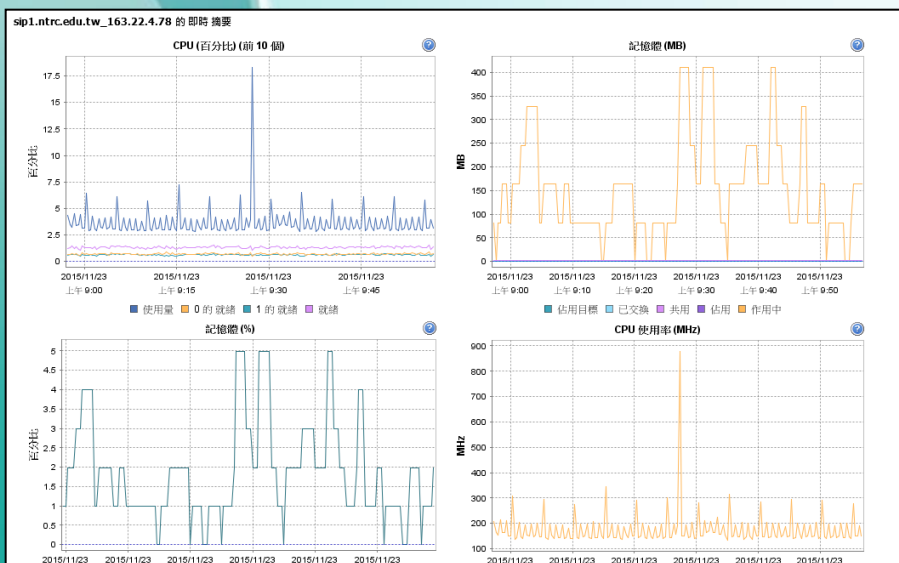 sip1.ntrc.edu.tw_163.22.4.78 的 即時 摘要
CPU (百分比) (前 10 個)
?
17.5
15
12.5
10
7.5
5
2.5
0
百分比
2015/11/23 2015/11/23 2015/11/23 2015/11/23
上午 9:00 上午 9:15 上午 9:30 上午 9:45
使用量 0 的 就緒 1 的 就緒 就緒
記憶體 (MB)
?
400
350
300
250
200
150
100
50
0
MB
2015/11/23 2015/11/23 2015/11/23 2015/11/23 2015/11/23 2015/11/23
上午 9:00 上午 9:10 上午 9:20 上午 9:30 上午 9:40 上午 9:50
佔用目標 已交換 共用 佔用 作用中
記憶體 (%)
?
5
4.5
4
3.5
3
2.5
2
1.5
1
0.5
0
百分比
2015/11/23 2015/11/23 2015/11/23 2015/11/23 2015/11/23 2015/11/23
CPU 使用率 (MHz)
?
900
800
700
600
500
400
300
200
100
MHz
2015/11/23 2015/11/23 2015/11/23 2015/11/23 2015/11/23 2015/11/23